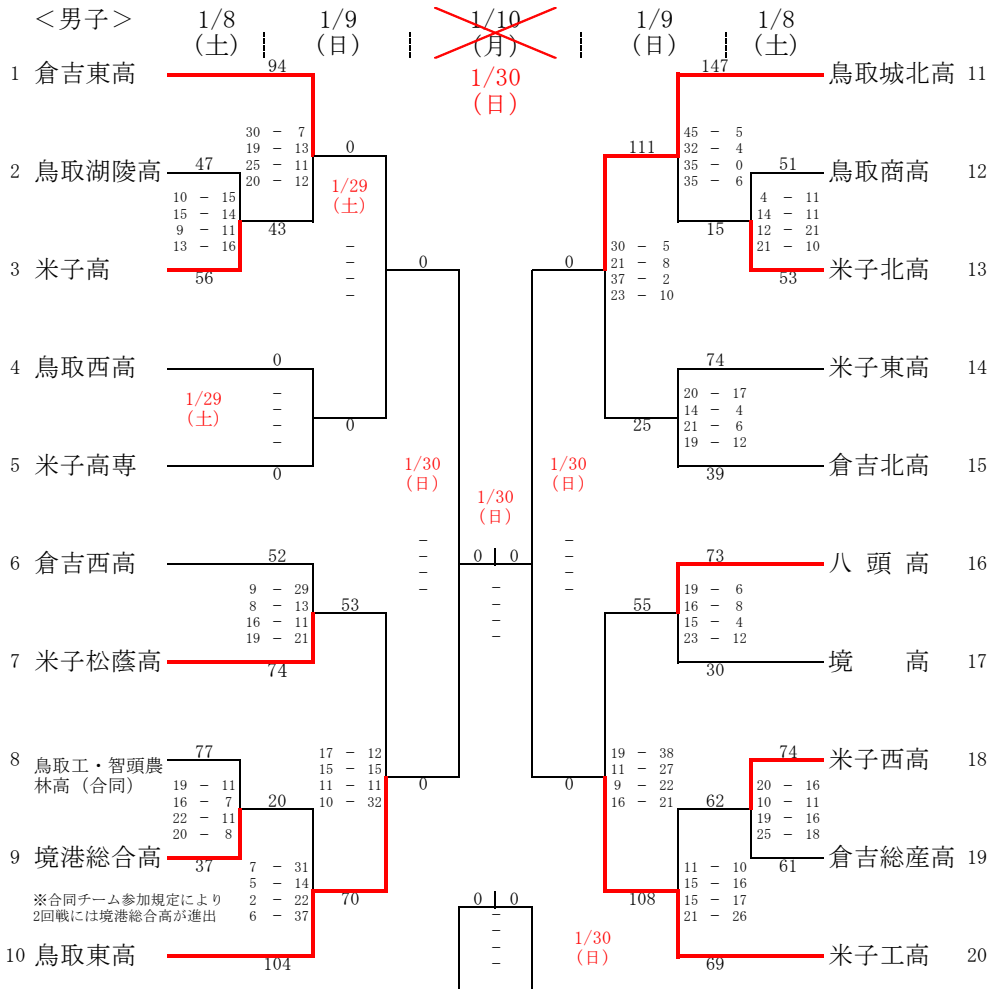 ＜男子＞
1/8
(土)
1/9
(日)
1/10
(月)
1/30
(日)
1/9
(日)
1/8
(土)
1 倉吉東高
94
147
鳥取城北高 11
30 － 7
19 － 13
25 － 11
20 － 12
0
111
45 － 5
32 － 4
35 － 0
35 － 6
2 鳥取湖陵高
47
51
鳥取商高 12
10 － 15
15 － 14
9 － 11
13 － 16
43
1/29
(土)
－
－
－
－
15
4 － 11
14 － 11
12 － 21
21 － 10
3 米子高
56
0
0
30 － 5
21 － 8
37 － 2
23 － 10
53
米子北高 13
4 鳥取西高
0
74
米子東高 14
1/29
(土)
－
－
－
－
0
25
20 － 17
14 － 4
21 － 6
19 － 12
5 米子高専
0
39
倉吉北高 15
1/30
(日)
1/30
(日)
1/30
(日)
6 倉吉西高
52
0 0
73
八頭高 16
－
－
－
－
－
－
－
－
－
－
－
－
9 － 29
8 － 13
16 － 11
19 － 21
53
55
19 － 6
16 － 8
15 － 4
23 － 12
7 米子松蔭高
74
30
境高 17
8 鳥取工・智頭農
林高（合同）
77
17 － 12
15 － 15
11 － 11
10 － 32
0
0
19 － 38
11 － 27
9 － 22
16 － 21
74
米子西高 18
19 － 11
16 － 7
22 － 11
20 － 8
20
62
20 － 16
10 － 11
19 － 16
25 － 18
9 境港総合高
37
61
倉吉総産高 19
※合同チーム参加規定により
2回戦には境港総合高が進出
7 － 31
5 － 14
2 － 22
6 － 37
70
0 0
－
－
－
－
108
11 － 10
15 － 16
15 － 17
21 － 26
1/30
(日)
10 鳥取東高
104
69
米子工高 20